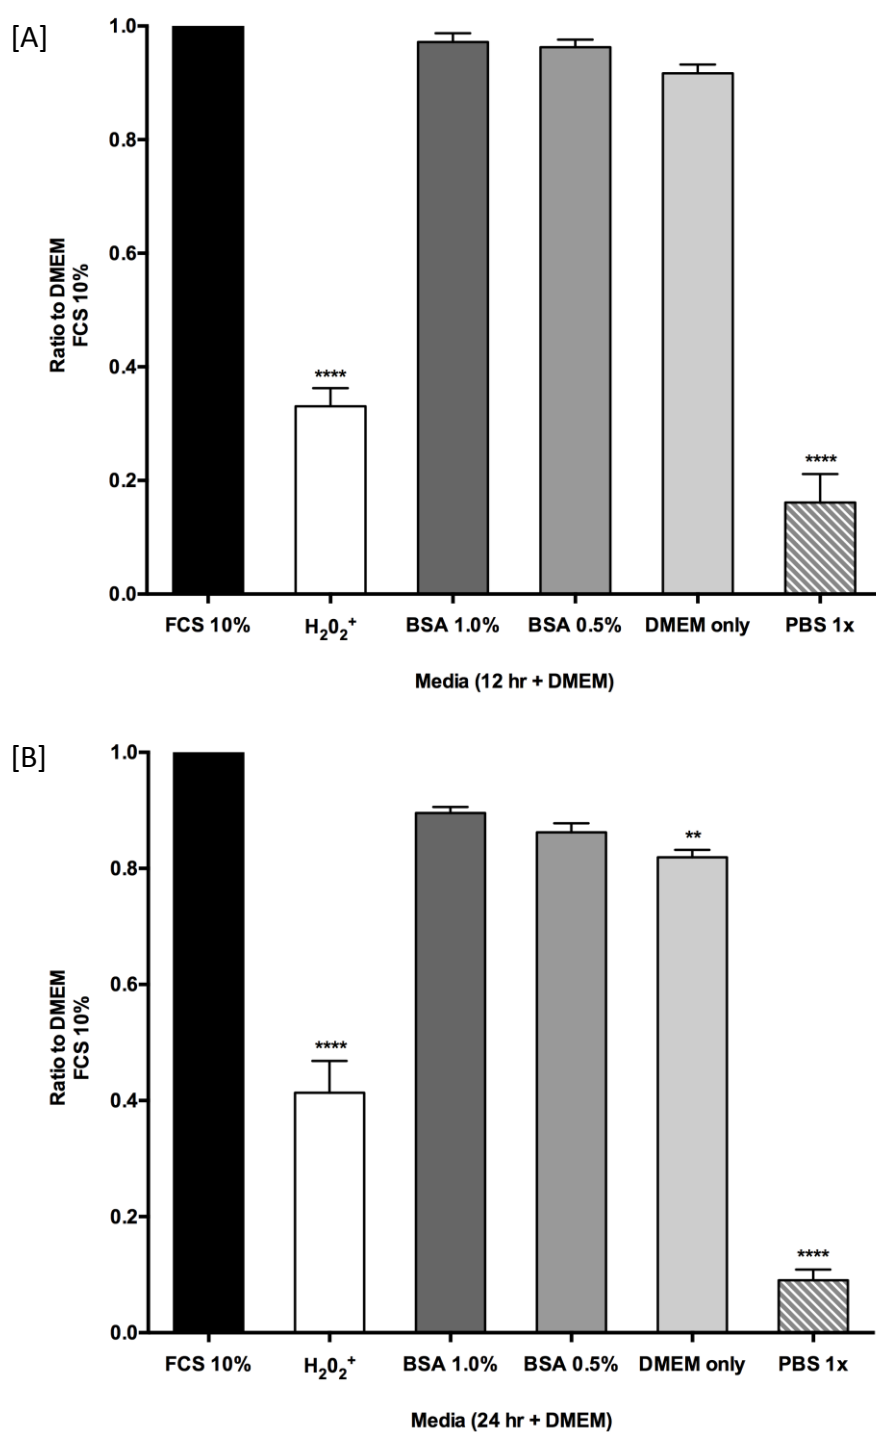 [A]
1.0
0.8
0.6
0.4
0.2
0.0
Ratio to DMEM
FCS 10%
****
****
FCS 10%
H₂0₂⁺
BSA 1.0%
BSA 0.5%
DMEM only
PBS 1x
Media (12 hr + DMEM)
[B]
1.0
0.8
0.6
0.4
0.2
0.0
Ratio to DMEM
FCS 10%
****
**
****
FCS 10%
H₂0₂⁺
BSA 1.0%
BSA 0.5%
DMEM only
PBS 1x
Media (24 hr + DMEM)